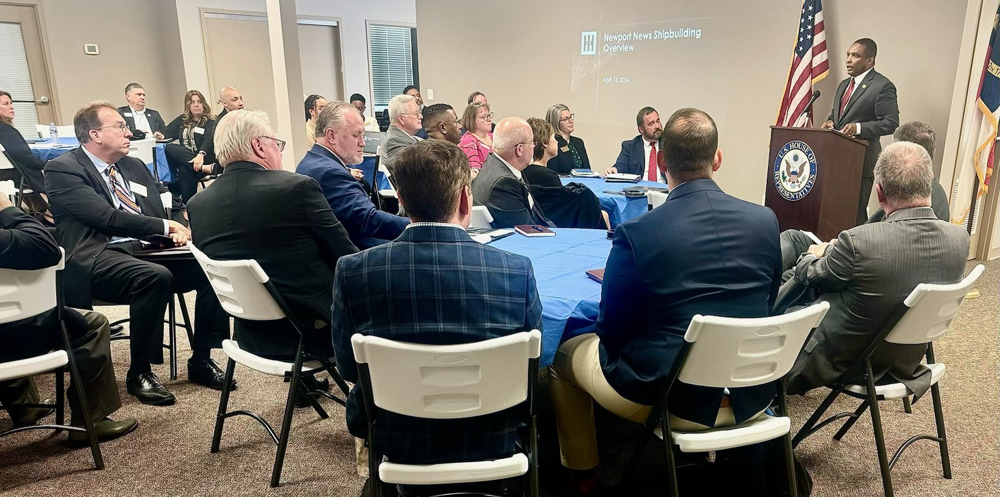 Newport News Shipbuilding
Overview
April 24, 2024
U.S. HOUSE OF
REPRESENTATIVES